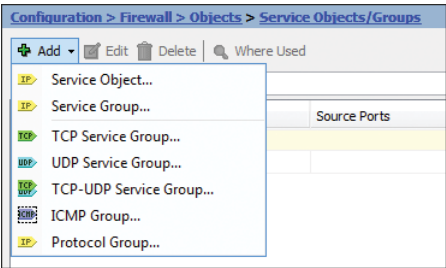 Configuration > Firewall > Objects > Service Objects/Groups
Add Edit Delete Where Used
IP Service Object...
IP Service Group...
Source Ports
TCP TCP Service Group...
UDP UDP Service Group...
TCP UDP TCP-UDP Service Group...
ICMP ICMP Group...
IP Protocol Group...